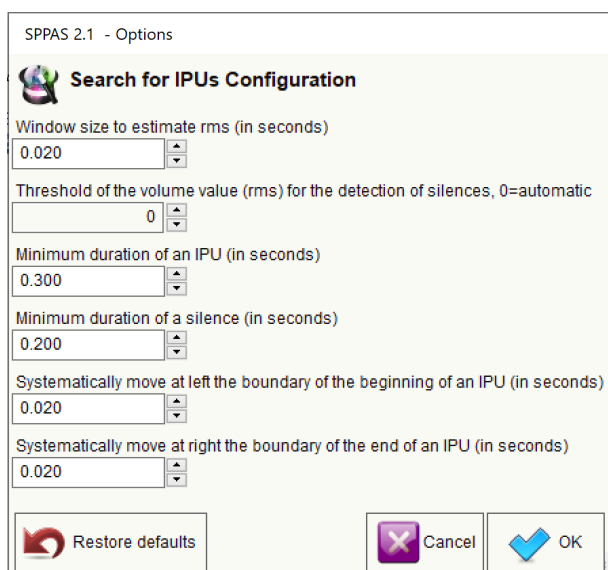 SPPAS 2.1 - Options
Search for IPUs Configuration
Window size to estimate rms (in seconds)
0.020
Threshold of the volume value (rms) for the detection of silences, 0=automatic
0
Minimum duration of an IPU (in seconds)
0.300
Minimum duration of a silence (in seconds)
0.200
Systematically move at left the boundary of the beginning of an IPU (in seconds)
0.020
Systematically move at right the boundary of the end of an IPU (in seconds)
0.020
Restore defaults Cancel OK